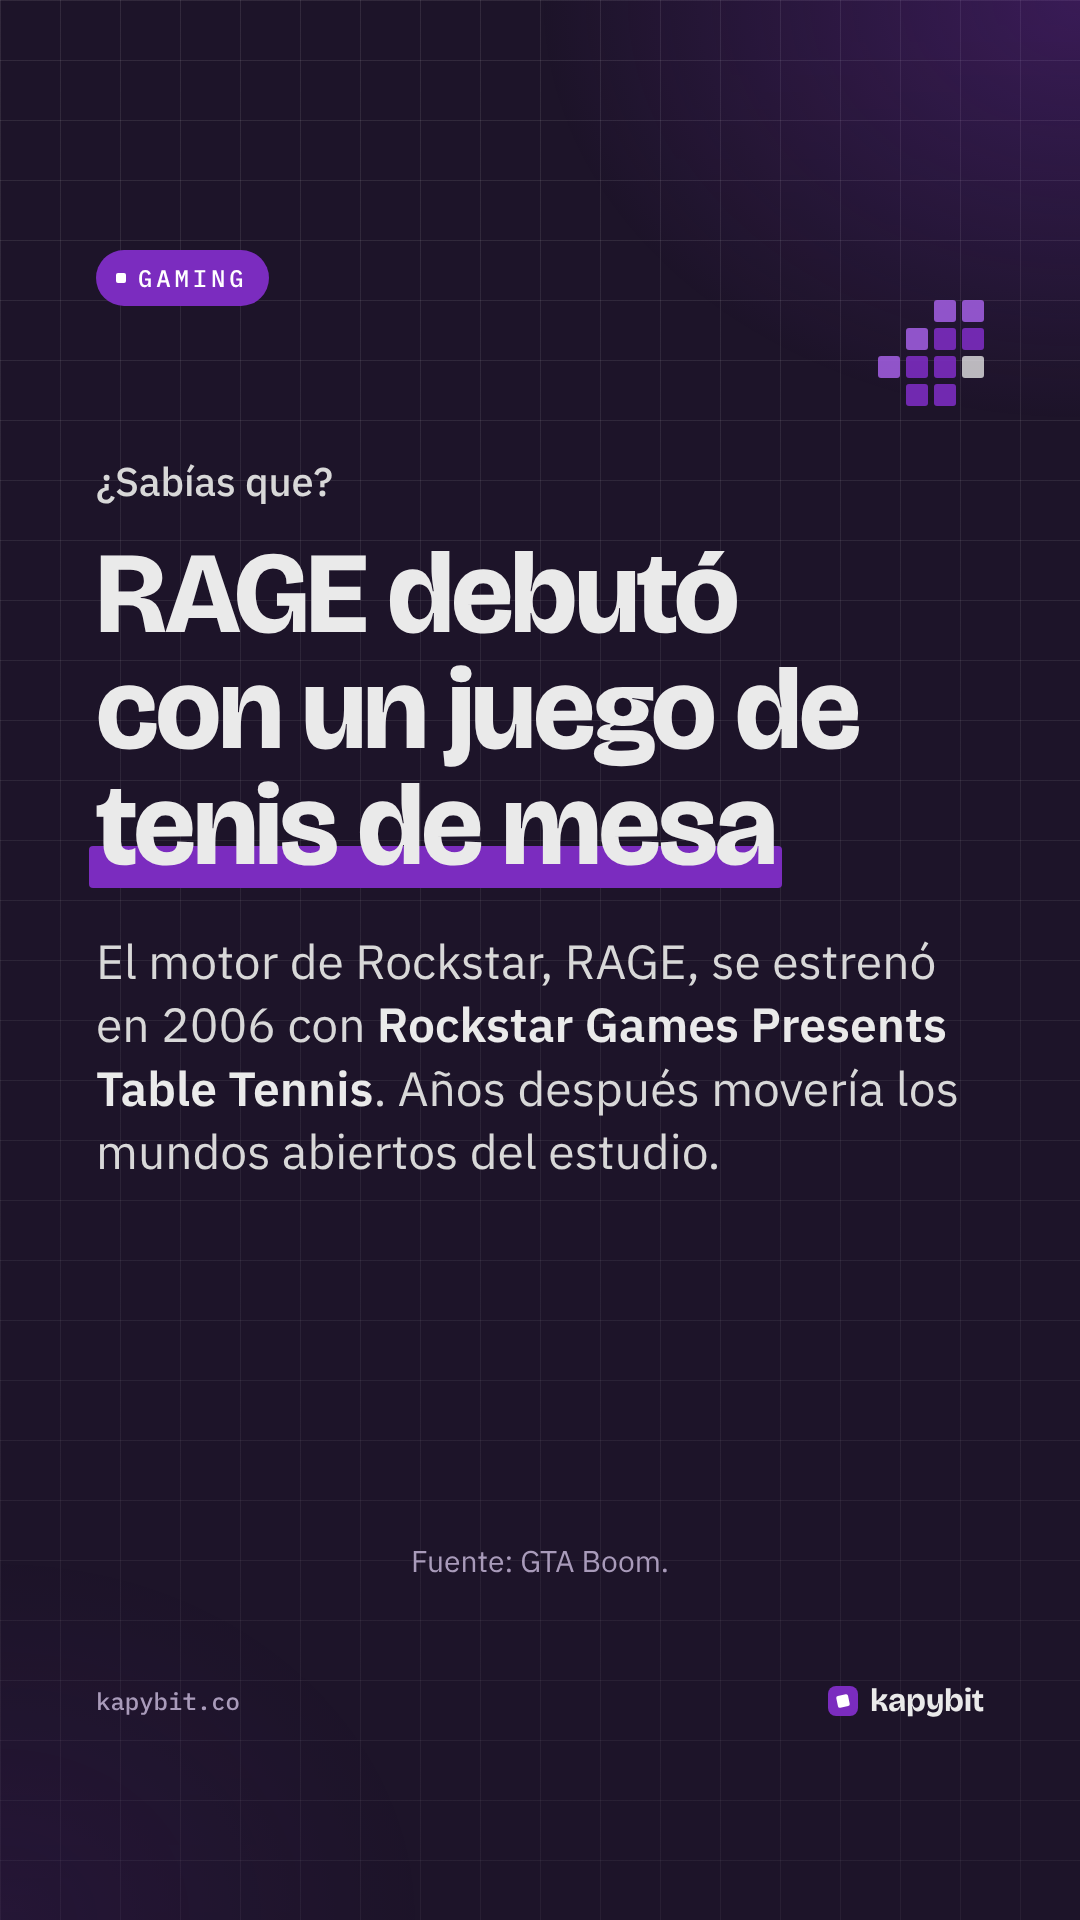 GAMING
¿Sabías que?
RAGE debutó
con un juego de
tenis de mesa
El motor de Rockstar, RAGE, se estrenó
en 2006 con Rockstar Games Presents
Table Tennis. Años después movería los
mundos abiertos del estudio.
Fuente: GTA Boom.
kapybit.co
kapybit